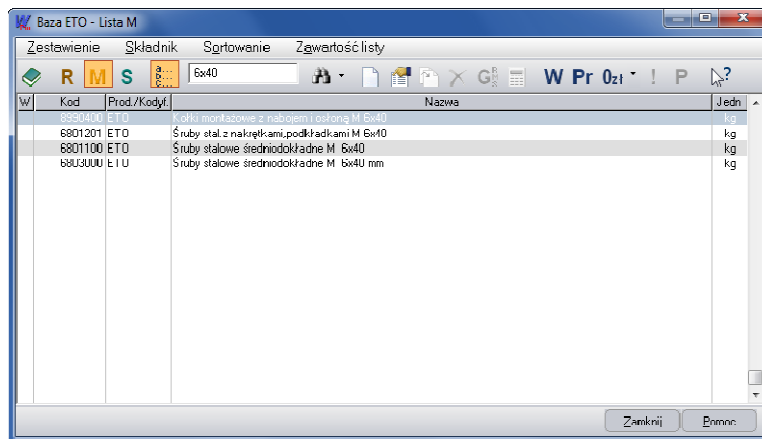 Baza ETO - Lista M
Zestawienie Składnik Sortowanie Zawartość listy
R M S a... b... c... 6x40 W Pr 0zł ! P ?
W Kod Prod./Kodyf. Nazwa Jedn
8990400 ETO Kołki montażowe z nabojem i osłoną M 6x40 kg
6801201 ETO Śruby stal.z nakrętkami,podkładkami M 6x40 kg
6801100 ETO Śruby stalowe średniodokładne M 6x40 kg
6803000 ETO Śruby stalowe średniodokładne M 6x40 mm kg
Zamknij Pomoc